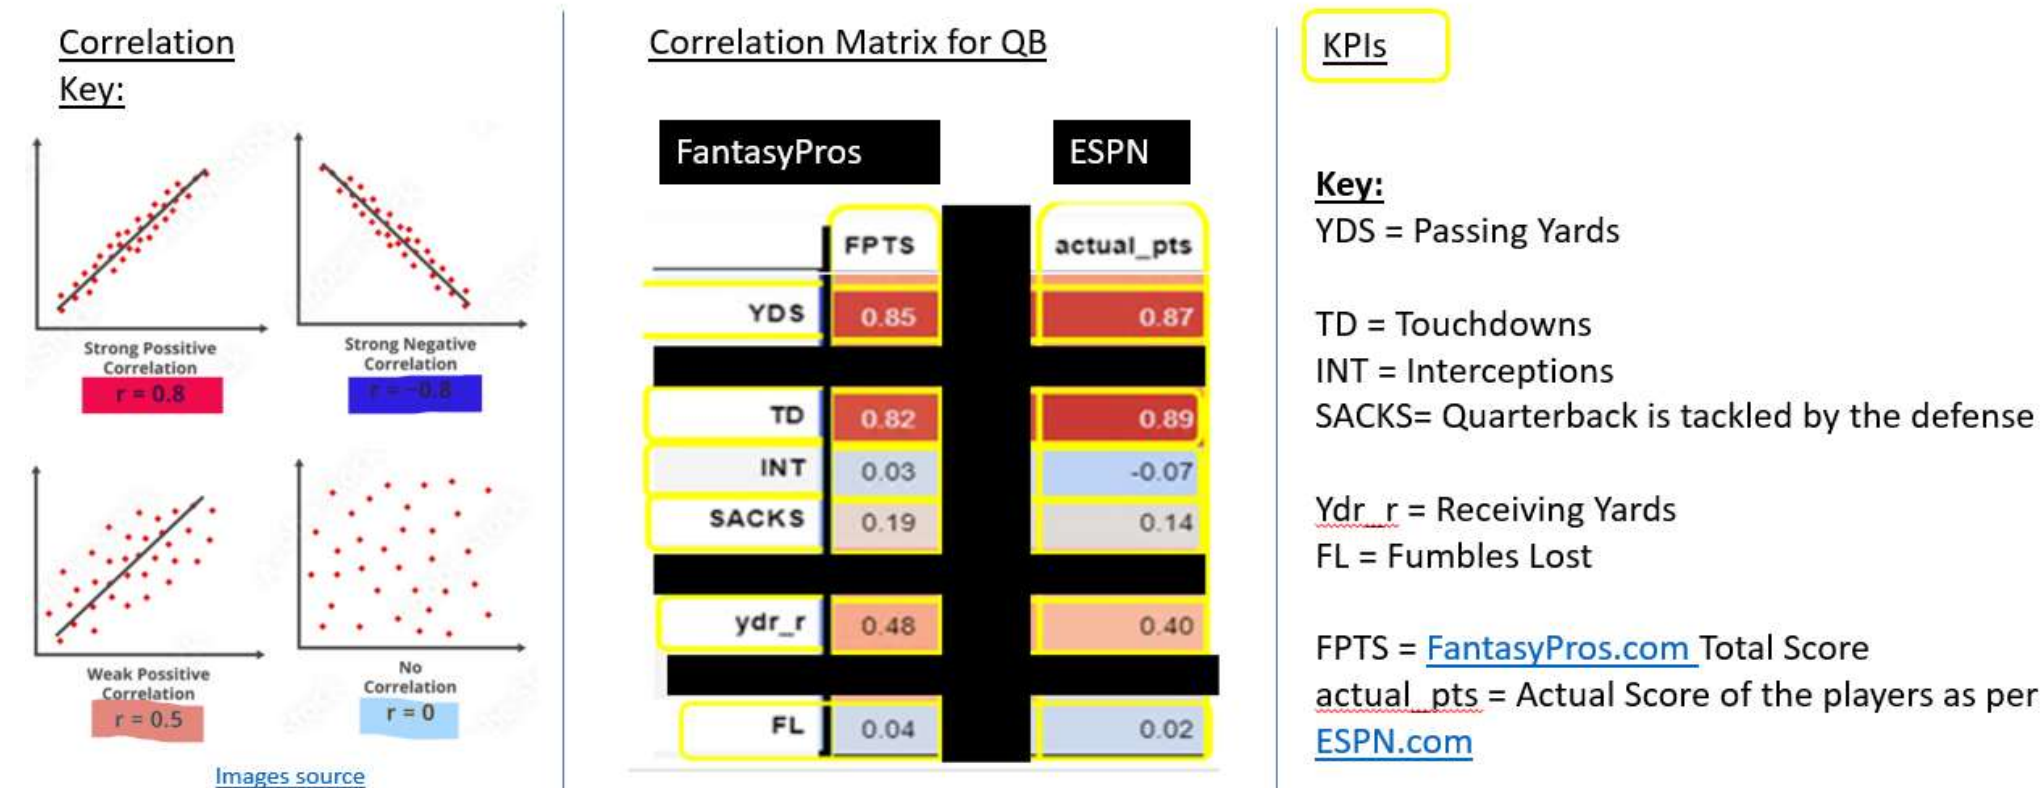 Correlation
Key:
Strong Possitive
Correlation
r = 0.8
Strong Negative
Correlation
r = -0.8
Weak Possitive
Correlation
r = 0.5
No
Correlation
r = 0
Images source
Correlation Matrix for QB
FantasyPros ESPN
FPTS actual_pts
YDS 0.85 0.87
TD 0.82 0.89
INT 0.03 -0.07
SACKS 0.19 0.14
ydr_r 0.48 0.40
FL 0.04 0.02
KPIs
Key:
YDS = Passing Yards
TD = Touchdowns
INT = Interceptions
SACKS= Quarterback is tackled by the defense
Ydr_r = Receiving Yards
FL = Fumbles Lost
FPTS = FantasyPros.com Total Score
actual_pts = Actual Score of the players as per
ESPN.com